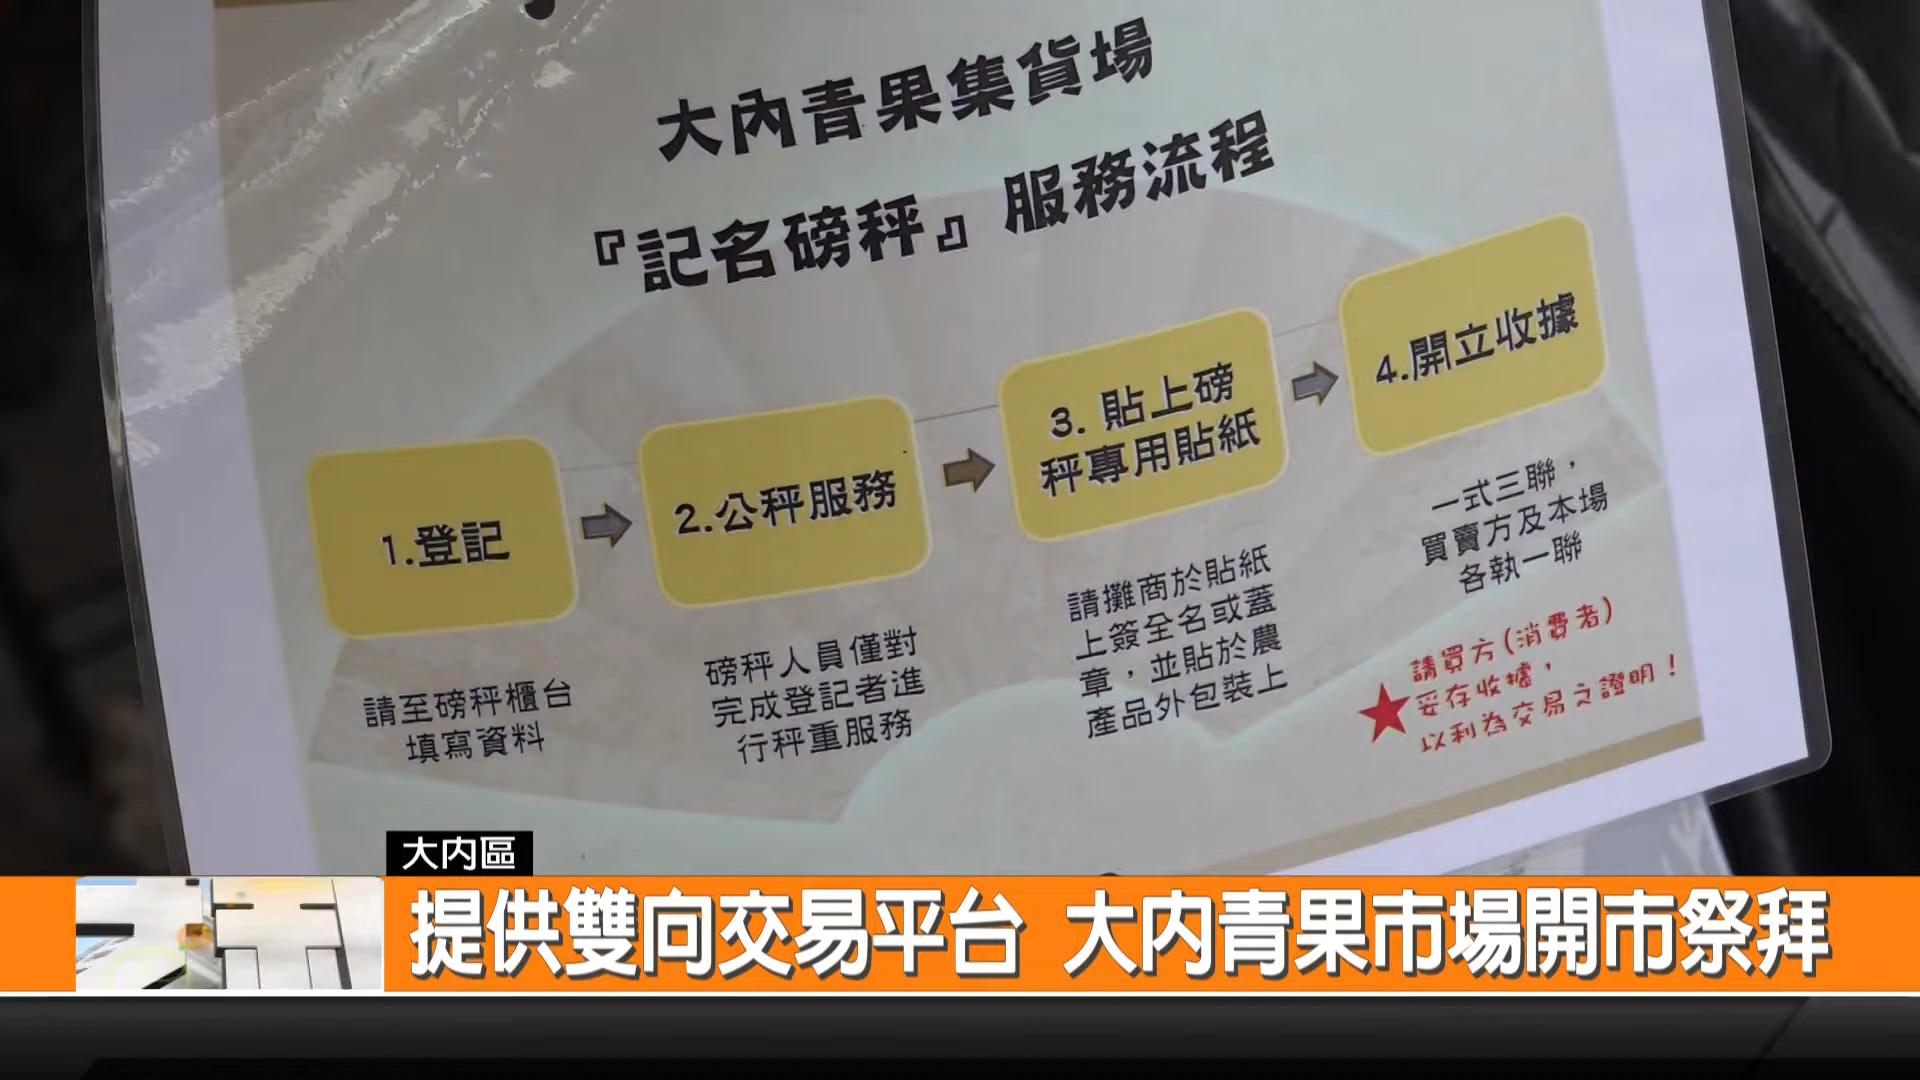 大內青果集貨場
『記名磅秤』服務流程
1.登記
請至磅秤櫃台
填寫資料
2.公秤服務
磅秤人員僅對
完成登記者進
行秤重服務
3. 貼上磅
秤專用貼紙
請攤商於貼紙
上簽全名或蓋
章，並貼於農
產品外包裝上
4.開立收據
一式三聯，
買賣方及本場
各執一聯
★請買方(消費者)
妥存收據，
以利為交易之證明！
大內區
提供雙向交易平台 大內青果市場開市祭拜